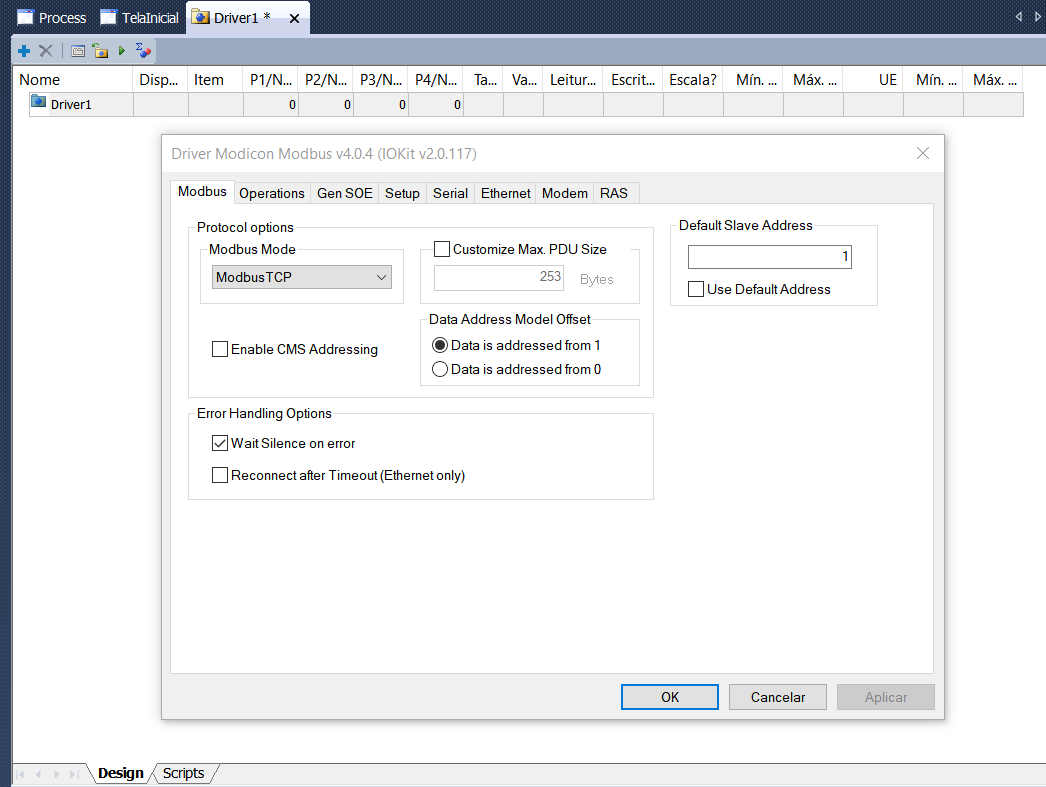 Process TelaInicial Driver1 *
Nome Disp... Item P1/N... P2/N... P3/N... P4/N... Ta... Va... Leitur... Escrit... Escala? Mín. ... Máx. ... UE Mín. ... Máx. ...
Driver1 0 0 0 0
Driver Modicon Modbus v4.0.4 (IOKit v2.0.117)
Modbus Operations Gen SOE Setup Serial Ethernet Modem RAS
Protocol options
Modbus Mode
ModbusTCP
Customize Max. PDU Size
253 Bytes
Enable CMS Addressing
Data Address Model Offset
Data is addressed from 1
Data is addressed from 0
Default Slave Address
1
Use Default Address
Error Handling Options
Wait Silence on error
Reconnect after Timeout (Ethernet only)
OK Cancelar Aplicar
Design Scripts